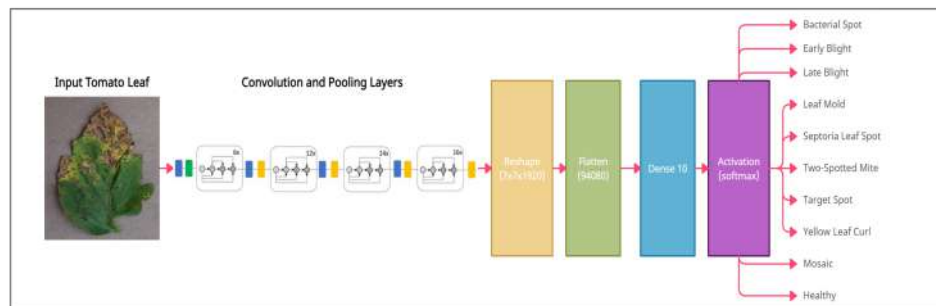 Input Tomato Leaf
Convolution and Pooling Layers
6x
12x
14x
16x
Reshape
(7x7x1920)
Flatten
(94080)
Dense 10
Activation
(softmax)
Bacterial Spot
Early Blight
Late Blight
Leaf Mold
Septoria Leaf Spot
Two-Spotted Mite
Target Spot
Yellow Leaf Curl
Mosaic
Healthy